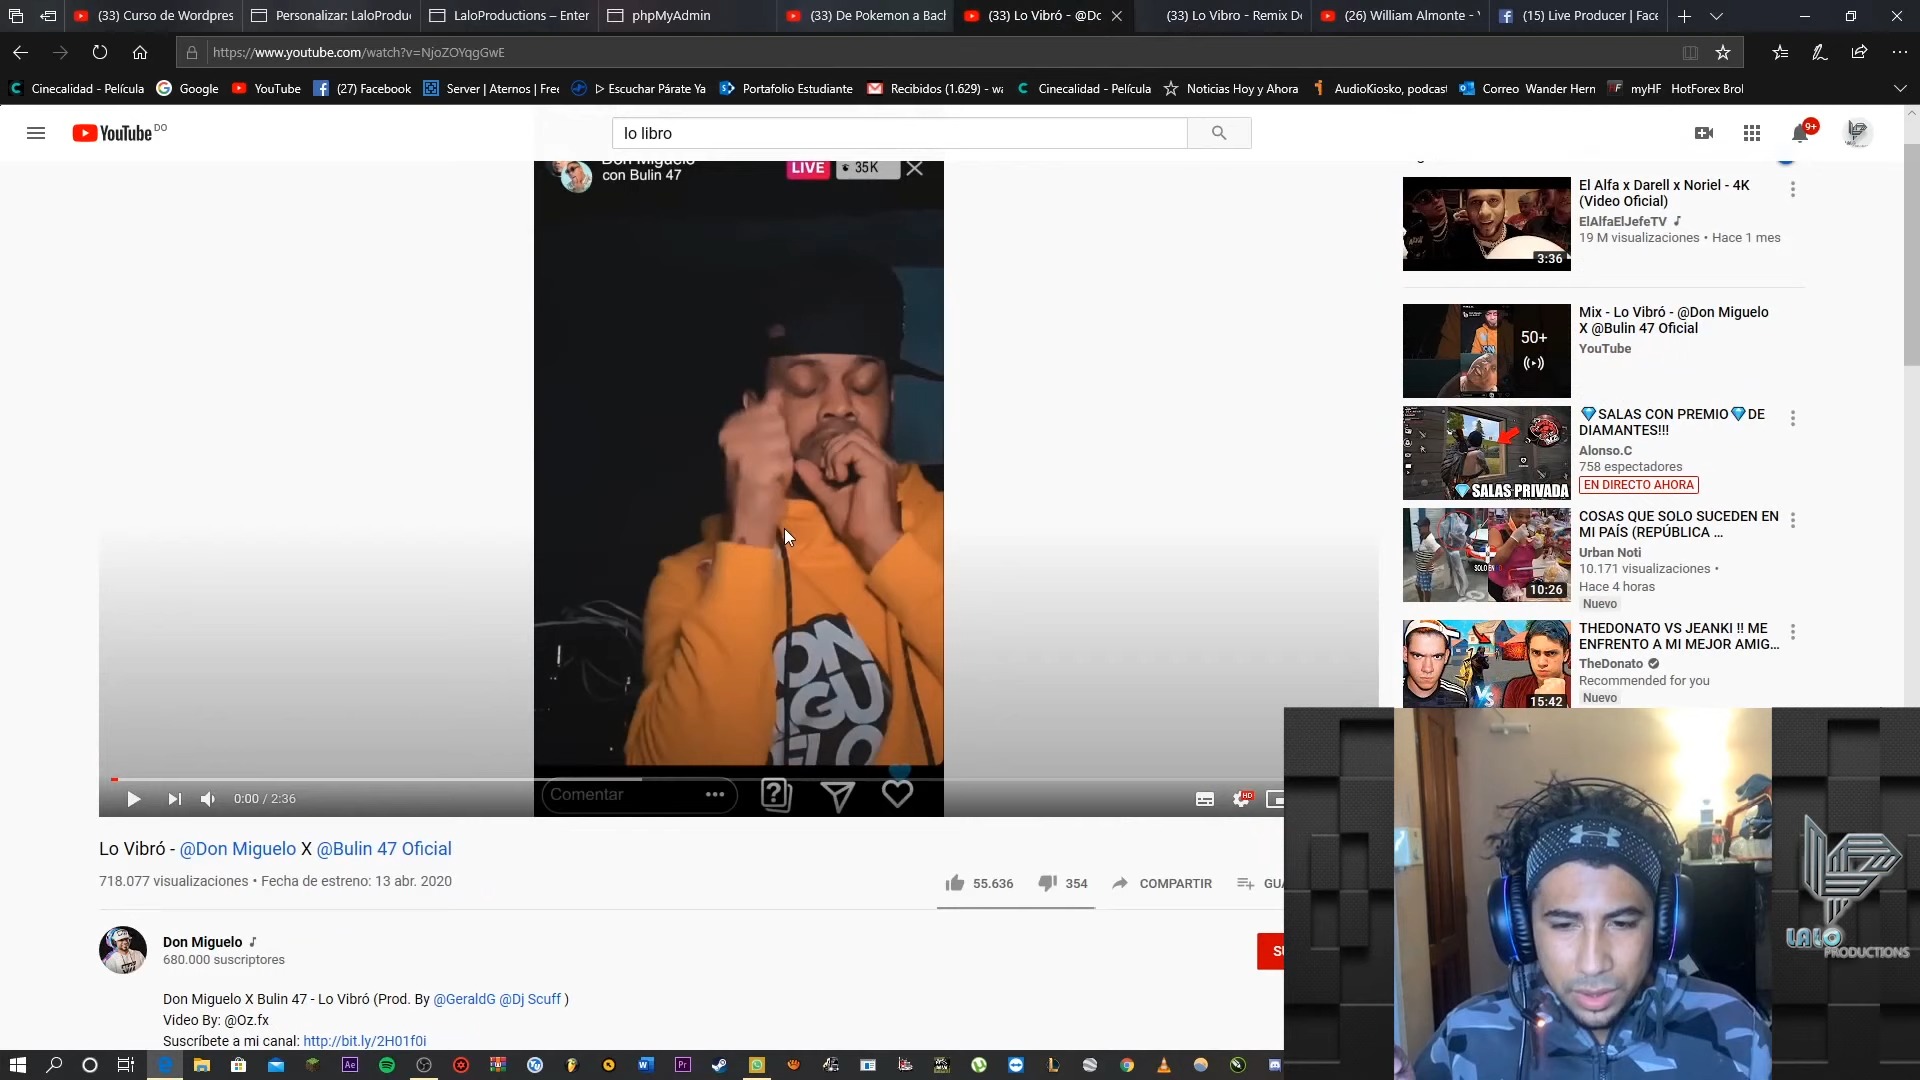 (33) Curso de Wordpres
Personalizar: LaloProdu
LaloProductions – Enter
phpMyAdmin
(33) De Pokemon a Bach
(33) Lo Vibró - @Do
(33) Lo Vibro - Remix De
(26) William Almonte -
(15) Live Producer | Face
https://www.youtube.com/watch?v=NjoZOYqgGwE
Cinecalidad - Película
Google
YouTube
(27) Facebook
Server | Aternos | Free
▷ Escuchar Párate Ya
Portafolio Estudiante
Recibidos (1.629) - wa
Cinecalidad - Película
Noticias Hoy y Ahora
AudioKiosko, podcast
Correo Wander Hern
myHF
HotForex Brol
YouTube DO
lo libro
9+
Don Miguelo
con Bulin 47
LIVE
35K
Comentar
0:00 / 2:36
HD
Lo Vibró - @Don Miguelo X @Bulin 47 Oficial
718.077 visualizaciones • Fecha de estreno: 13 abr. 2020
55.636
354
COMPARTIR
GUA
Don Miguelo
680.000 suscriptores
Don Miguelo X Bulin 47 - Lo Vibró (Prod. By @GeraldG @Dj Scuff )
Video By: @Oz.fx
Suscríbete a mi canal: http://bit.ly/2H01f0i
3:36
El Alfa x Darell x Noriel - 4K
(Video Oficial)
ElAlfaElJefeTV
19 M visualizaciones • Hace 1 mes
50+
Mix - Lo Vibró - @Don Miguelo
X @Bulin 47 Oficial
YouTube
SALAS PRIVADA
💎SALAS CON PREMIO💎DE
DIAMANTES!!!
Alonso.C
758 espectadores
EN DIRECTO AHORA
10:26
COSAS QUE SOLO SUCEDEN EN
MI PAÍS (REPÚBLICA ...
Urban Noti
10.171 visualizaciones •
Hace 4 horas
Nuevo
VS
15:42
THEDONATO VS JEANKI !! ME
ENFRENTO A MI MEJOR AMIG...
TheDonato
Recommended for you
Nuevo
LALO
PRODUCTIONS
Ae
Pr